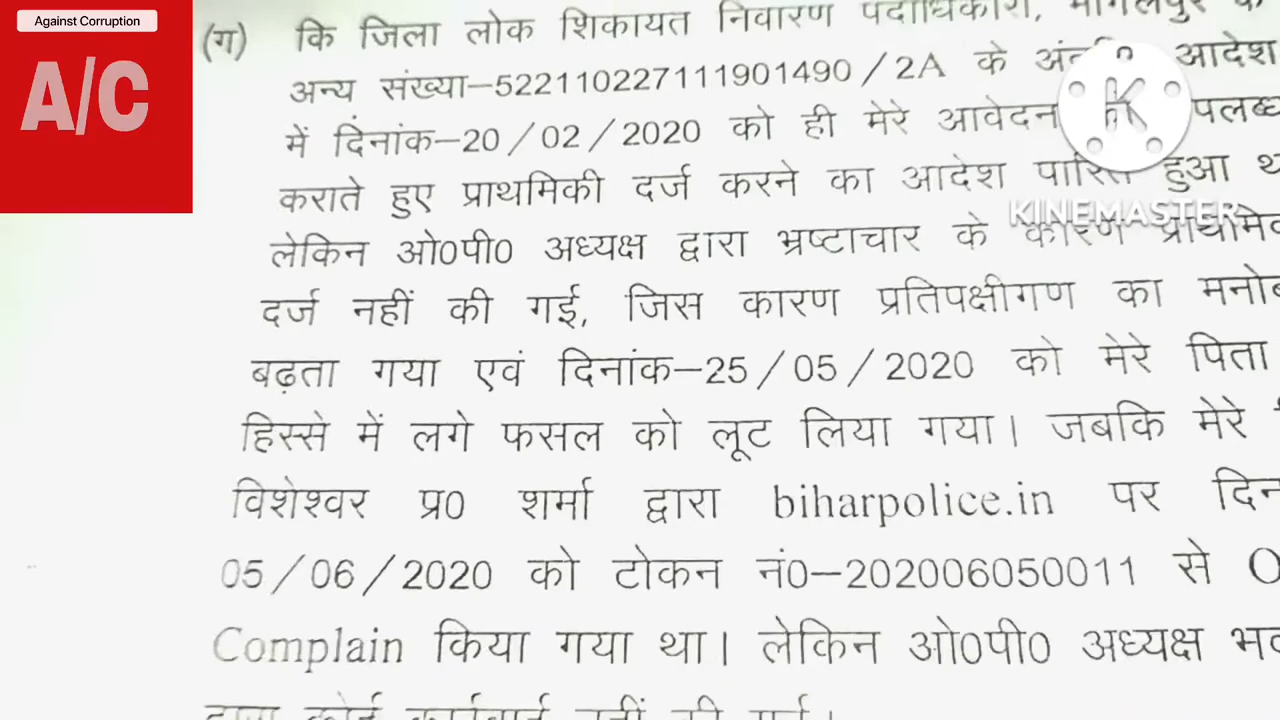 Against Corruption
A/C
(ग) कि जिला लोक शिकायत निवारण पदाधिकारी,
अन्य संख्या-522110227111901490/2A के आदेश
में दिंनांक-20/02/2020 को ही मेरे आवेदन
कराते हुए प्राथमिकी दर्ज करने का आदेश पारित हुआ
KINEMASTER
लेकिन ओ0पी0 अध्यक्ष द्वारा भ्रष्टाचार के कारण
दर्ज नहीं की गई, जिस कारण प्रतिपक्षीगण का
बढ़ता गया एवं दिनांक-25/05/2020 को मेरे पिता
हिस्से में लगे फसल को लूट लिया गया। जबकि मेरे
विशेश्वर प्र0 शर्मा द्वारा biharpolice.in पर
05/06/2020 को टोकन नं0-202006050011 से
Complain किया गया था। लेकिन ओ0पी0 अध्यक्ष